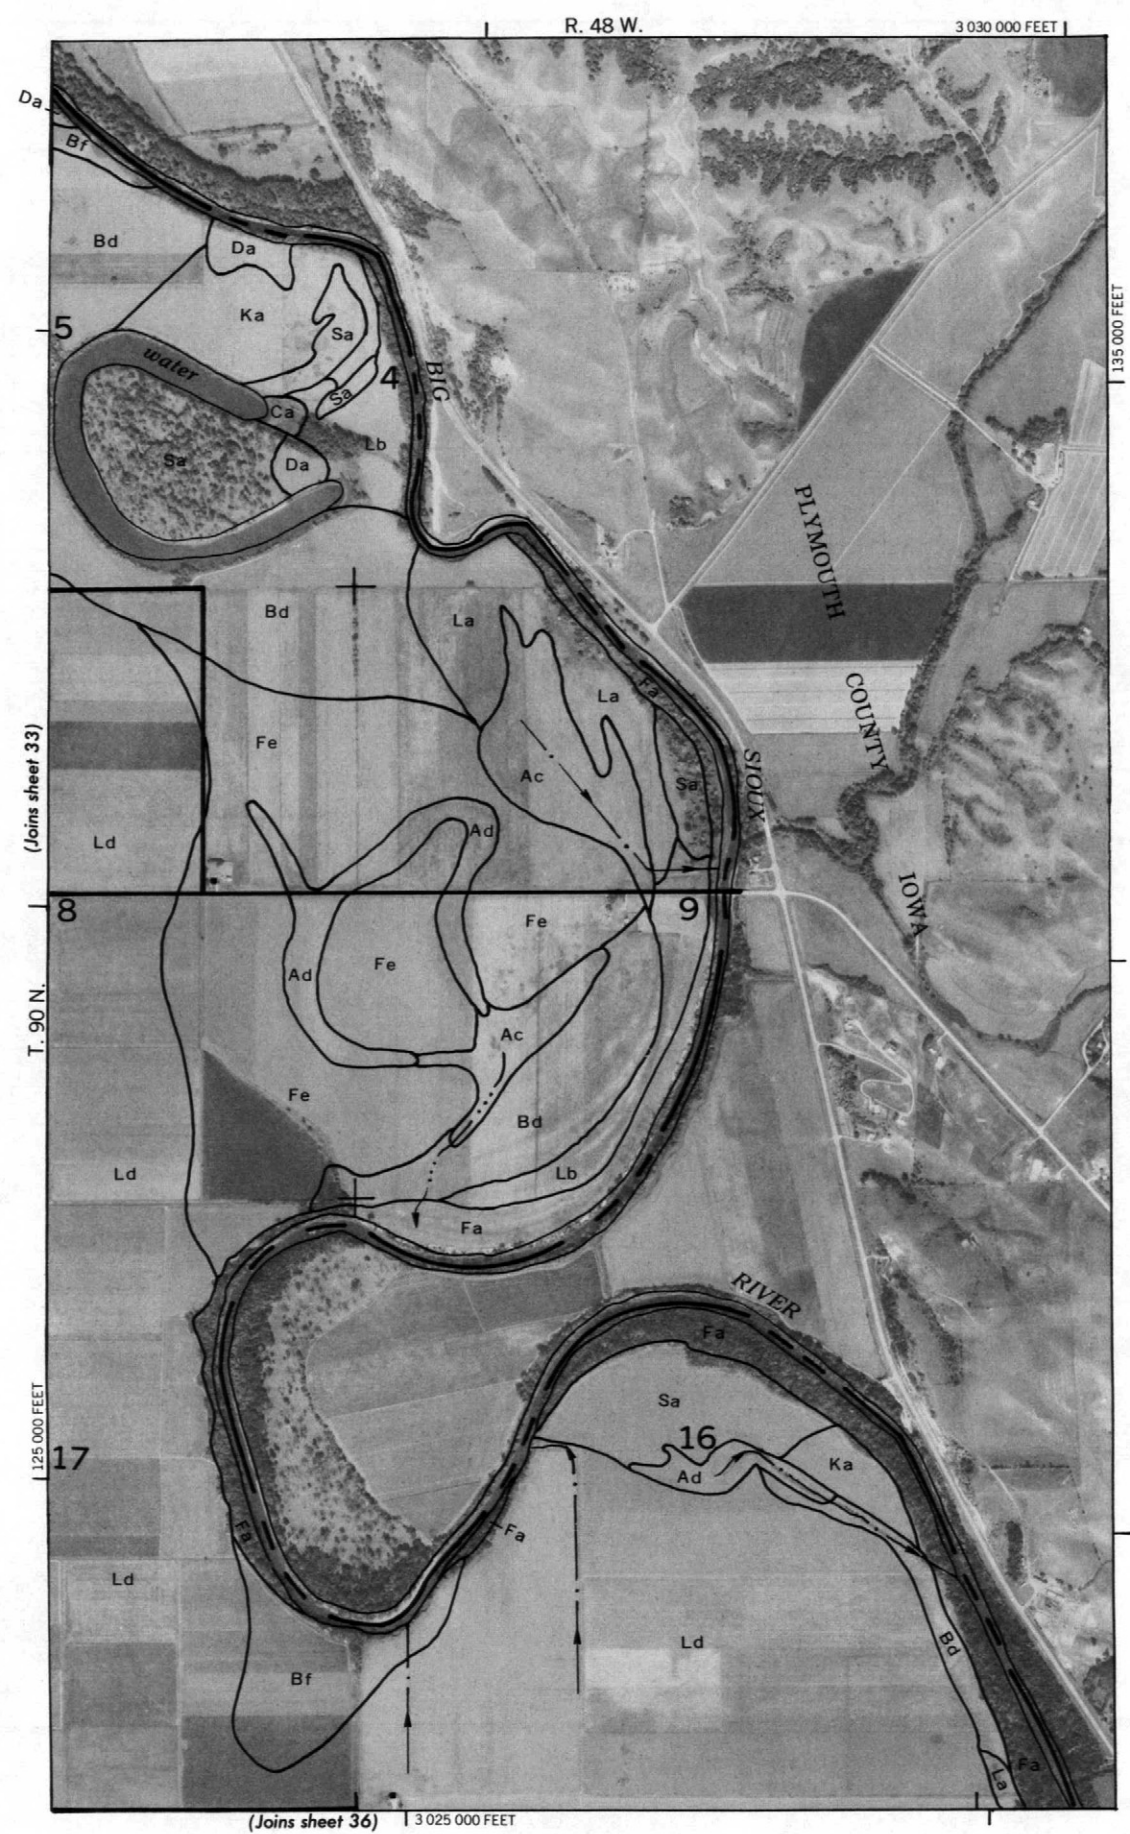 R. 48 W.
3 030 000 FEET
Da
Bf
Bd
Da
Ka
Sa
5
135 000 FEET
water
4
BIG
Sa
Ca
Lb
Sa
Da
PLYMOUTH
Bd
La
Fa
La
COUNTY
Fe
(Joins sheet 33)
SIOUX
Ac
Sa
Ad
Ld
IOWA
8
9
Fe
Fe
Ad
T. 90 N.
Ac
Fe
Bd
Ld
Lb
Fa
RIVER
Fa
Sa
125 000 FEET
17
16
Ka
Ad
Fa
Fa
Ld
Ld
Bd
Bf
Fa
La
(Joins sheet 36)
3 025 000 FEET